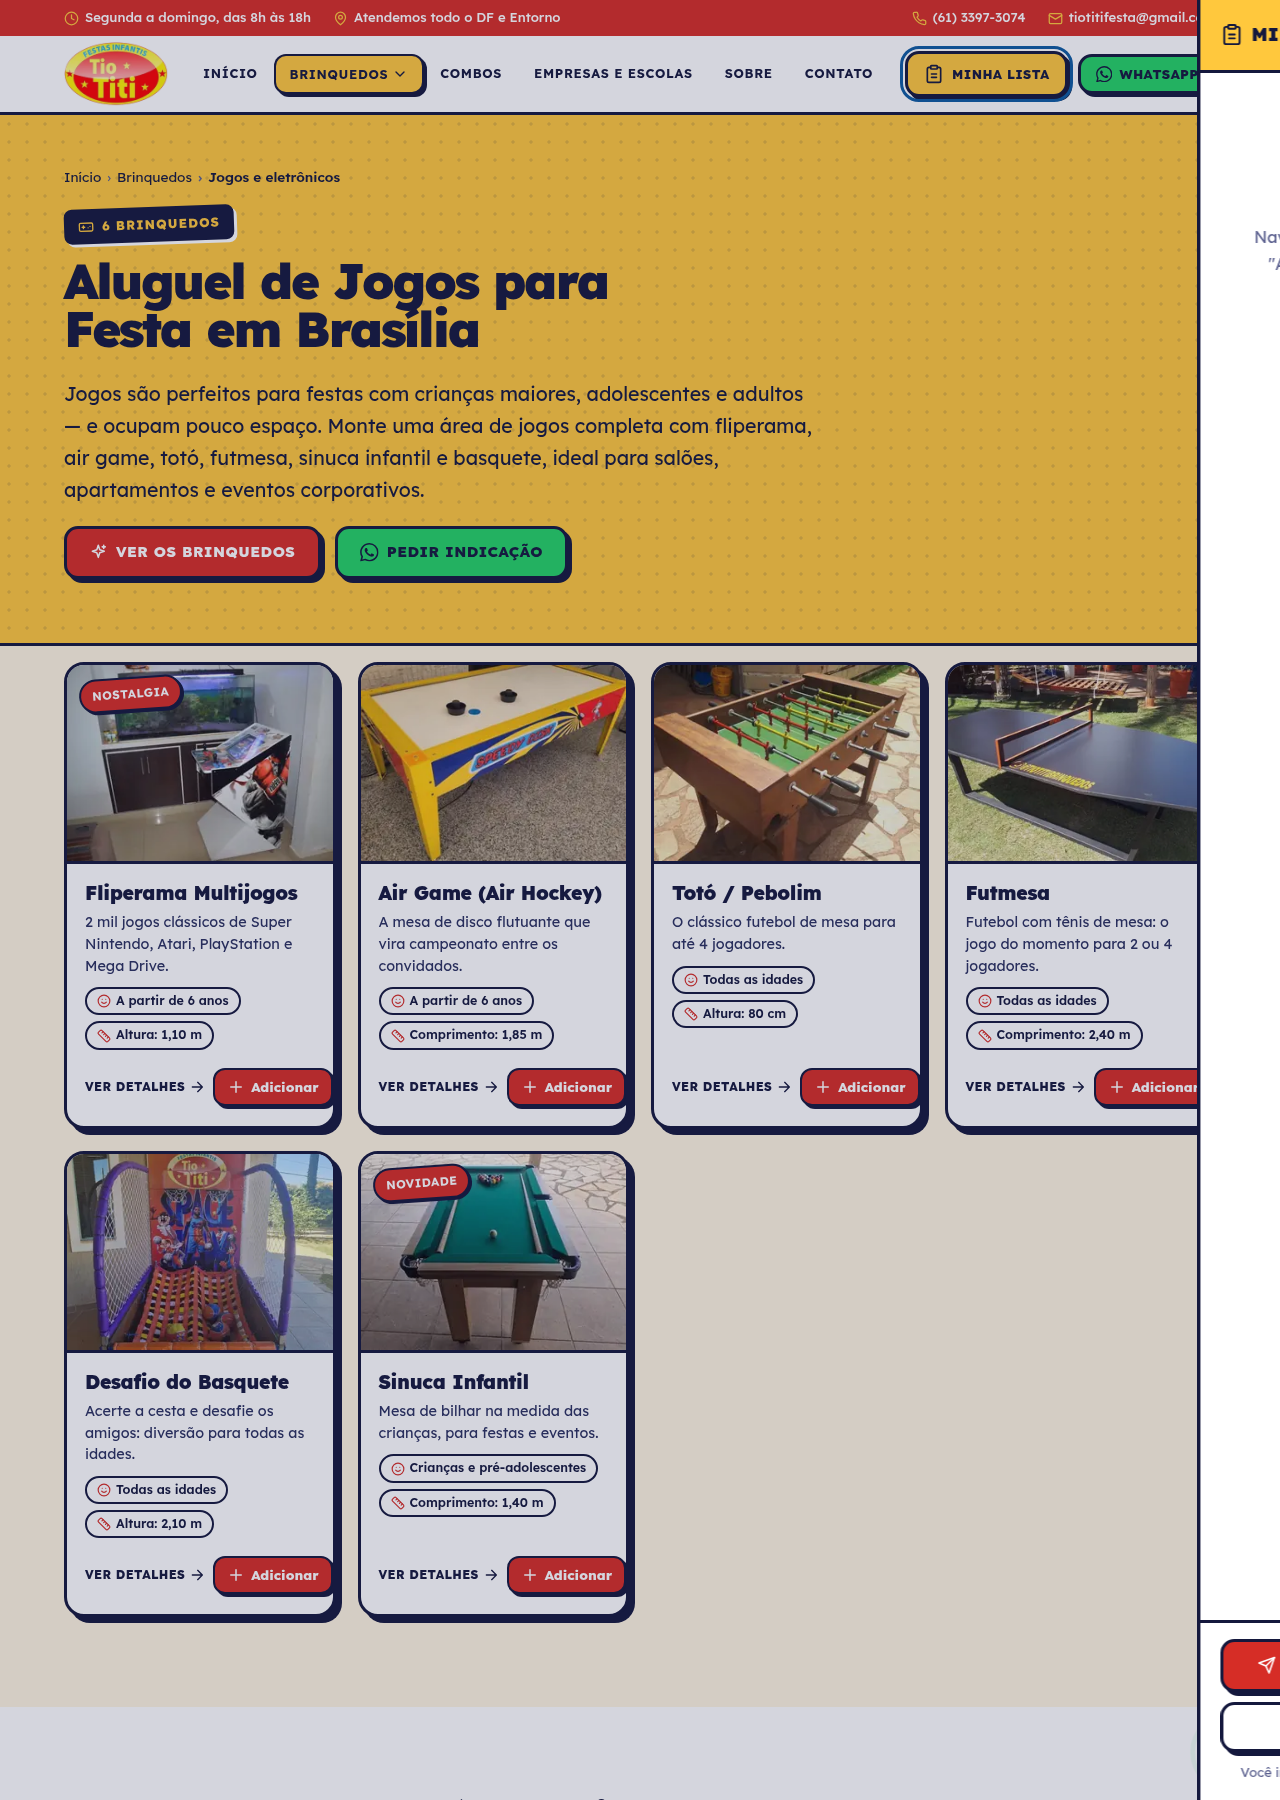 Segunda a domingo, das 8h às 18h
Atendemos todo o DF e Entorno
(61) 3397-3074
tiotitifesta@gmail.c
FESTAS INFANTIS
Tio
Titi
INÍCIO
BRINQUEDOS
COMBOS
EMPRESAS E ESCOLAS
SOBRE
CONTATO
MINHA LISTA
WHATSAPP
MI
Início › Brinquedos › Jogos e eletrônicos
6 BRINQUEDOS
Aluguel de Jogos para
Festa em Brasília
Nav
"A
Jogos são perfeitos para festas com crianças maiores, adolescentes e adultos
— e ocupam pouco espaço. Monte uma área de jogos completa com fliperama,
air game, totó, futmesa, sinuca infantil e basquete, ideal para salões,
apartamentos e eventos corporativos.
VER OS BRINQUEDOS
PEDIR INDICAÇÃO
NOSTALGIA
Fliperama Multijogos
2 mil jogos clássicos de Super
Nintendo, Atari, PlayStation e
Mega Drive.
A partir de 6 anos
Altura: 1,10 m
VER DETALHES
Adicionar
Air Game (Air Hockey)
A mesa de disco flutuante que
vira campeonato entre os
convidados.
A partir de 6 anos
Comprimento: 1,85 m
VER DETALHES
Adicionar
Totó / Pebolim
O clássico futebol de mesa para
até 4 jogadores.
Todas as idades
Altura: 80 cm
VER DETALHES
Adicionar
Futmesa
Futebol com tênis de mesa: o
jogo do momento para 2 ou 4
jogadores.
Todas as idades
Comprimento: 2,40 m
VER DETALHES
Adicionar
Tio
Titi
SPACE
JAM
Desafio do Basquete
Acerte a cesta e desafie os
amigos: diversão para todas as
idades.
Todas as idades
Altura: 2,10 m
VER DETALHES
Adicionar
NOVIDADE
Sinuca Infantil
Mesa de bilhar na medida das
crianças, para festas e eventos.
Crianças e pré-adolescentes
Comprimento: 1,40 m
VER DETALHES
Adicionar
Você i